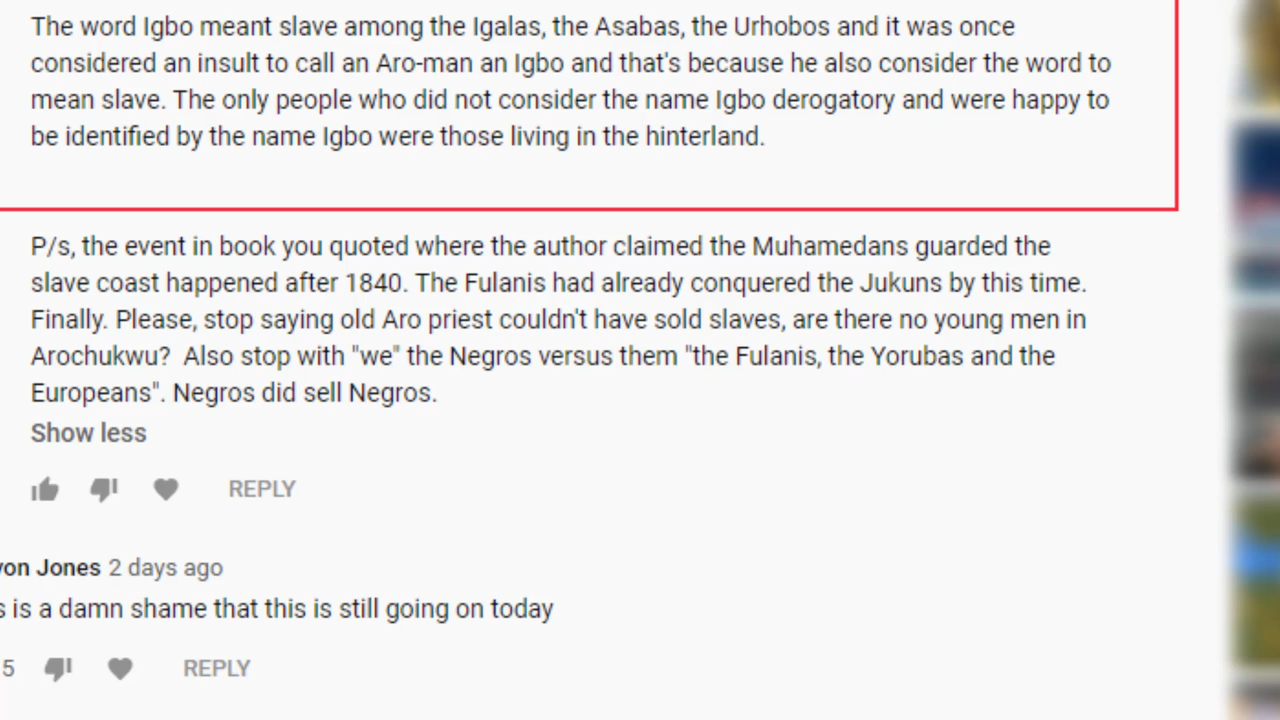 The word Igbo meant slave among the Igalas, the Asabas, the Urhobos and it was once
considered an insult to call an Aro-man an Igbo and that's because he also consider the word to
mean slave. The only people who did not consider the name Igbo derogatory and were happy to
be identified by the name Igbo were those living in the hinterland.
P/s, the event in book you quoted where the author claimed the Muhamedans guarded the
slave coast happened after 1840. The Fulanis had already conquered the Jukuns by this time.
Finally. Please, stop saying old Aro priest couldn't have sold slaves, are there no young men in
Arochukwu?  Also stop with "we" the Negros versus them "the Fulanis, the Yorubas and the
Europeans". Negros did sell Negros.
Show less
REPLY
von Jones 2 days ago
s is a damn shame that this is still going on today
5 REPLY